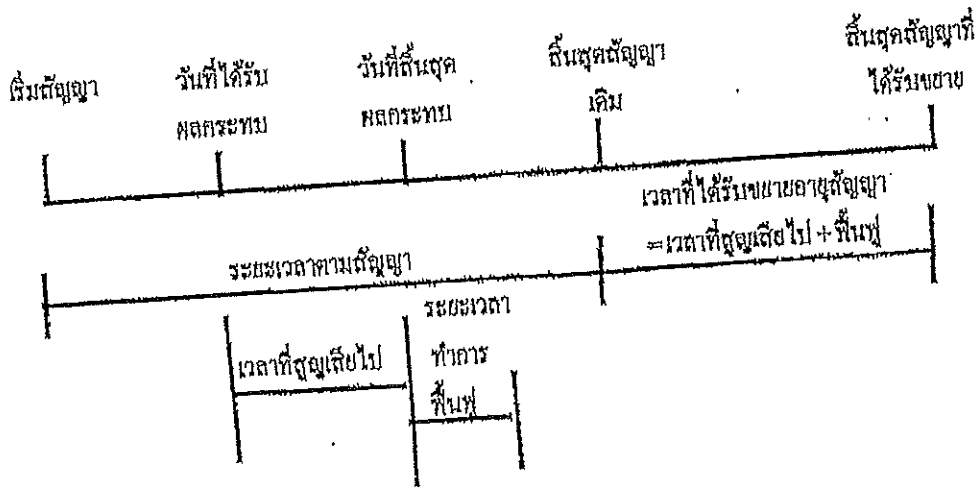 เริ่มสัญญา
วันที่ได้รับ
ผลกระทบ
วันที่สิ้นสุด
ผลกระทบ
สิ้นสุดสัญญา
เดิม
สิ้นสุดสัญญาที่
ได้รับขยาย
เวลาที่ได้รับขยายอายุสัญญา
=เวลาที่สูญเสียไป+ฟื้นฟู
ระยะเวลาตามสัญญา
เวลาที่สูญเสียไป
ระยะเวลา
ทำการ
ฟื้นฟู